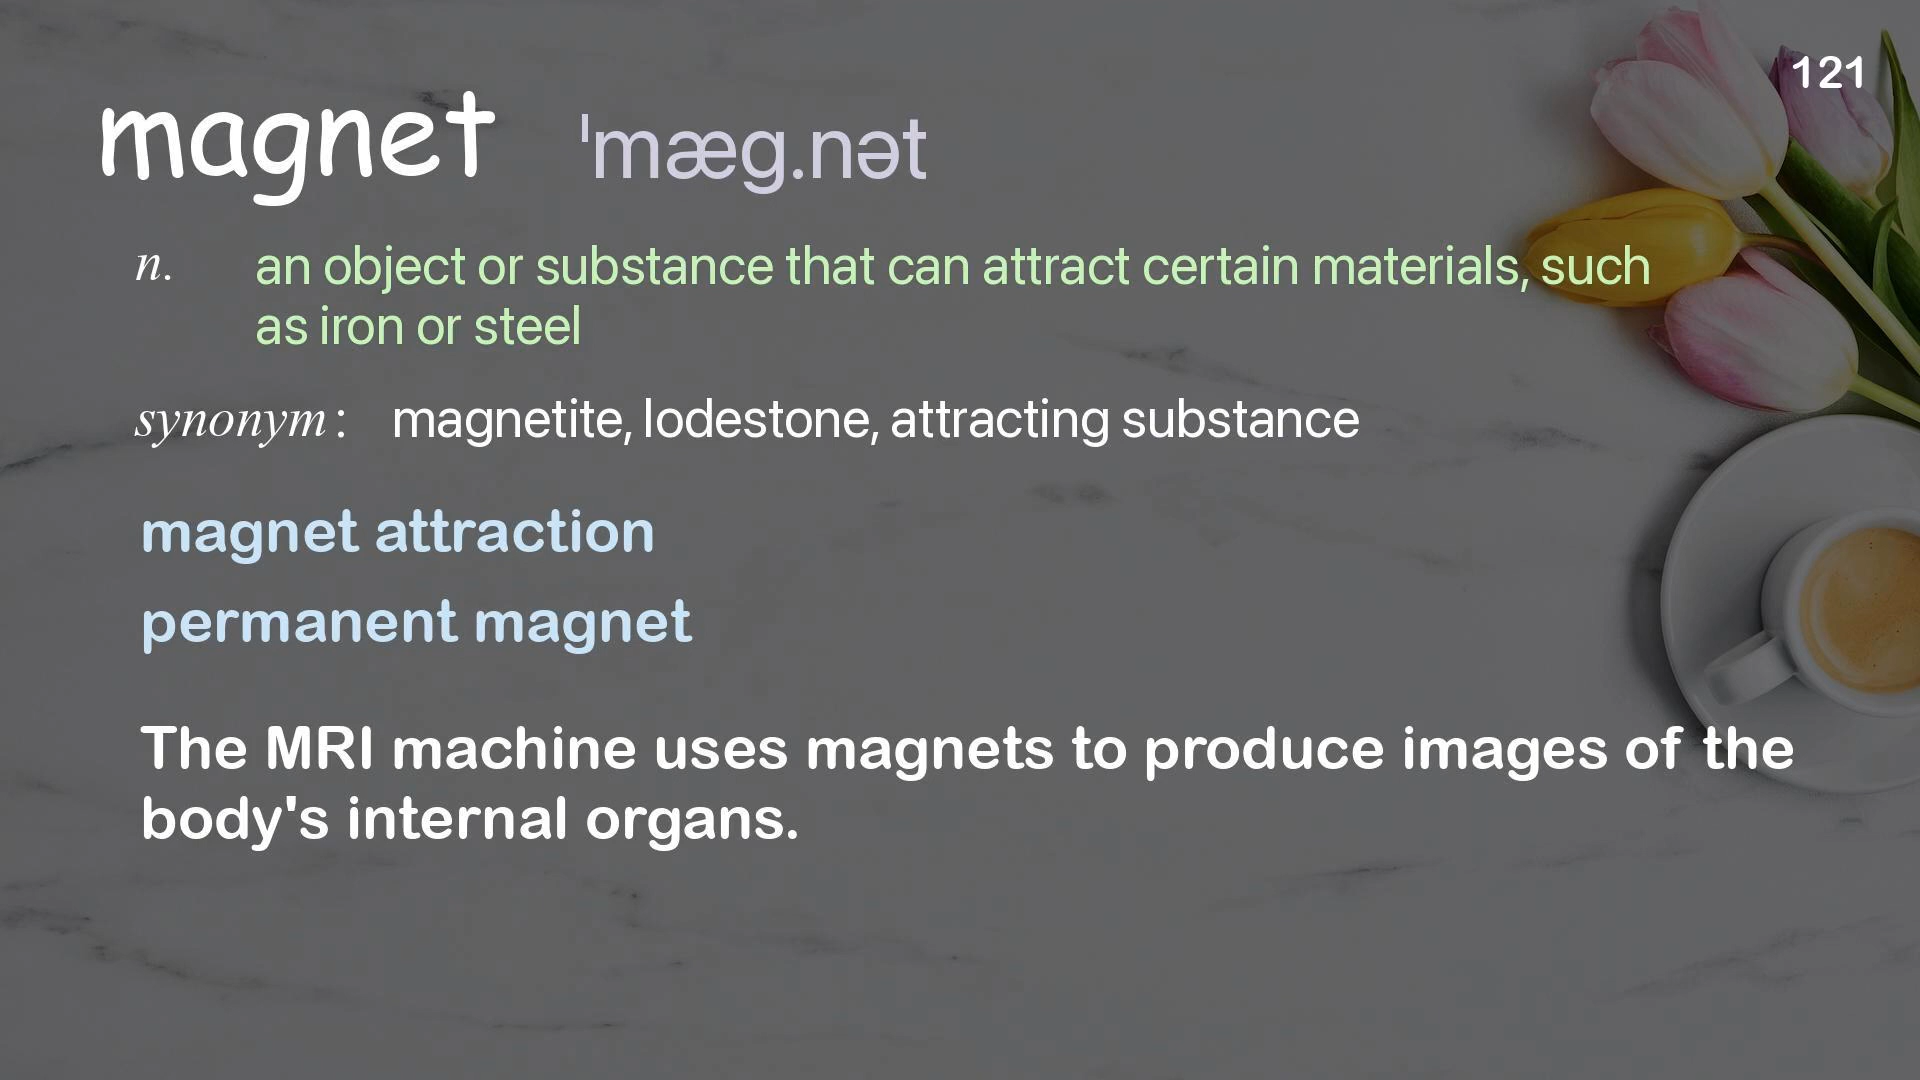 121
magnet ˈmæg.nət
n. an object or substance that can attract certain materials, such
as iron or steel
synonym: magnetite, lodestone, attracting substance
magnet attraction
permanent magnet
The MRI machine uses magnets to produce images of the
body's internal organs.